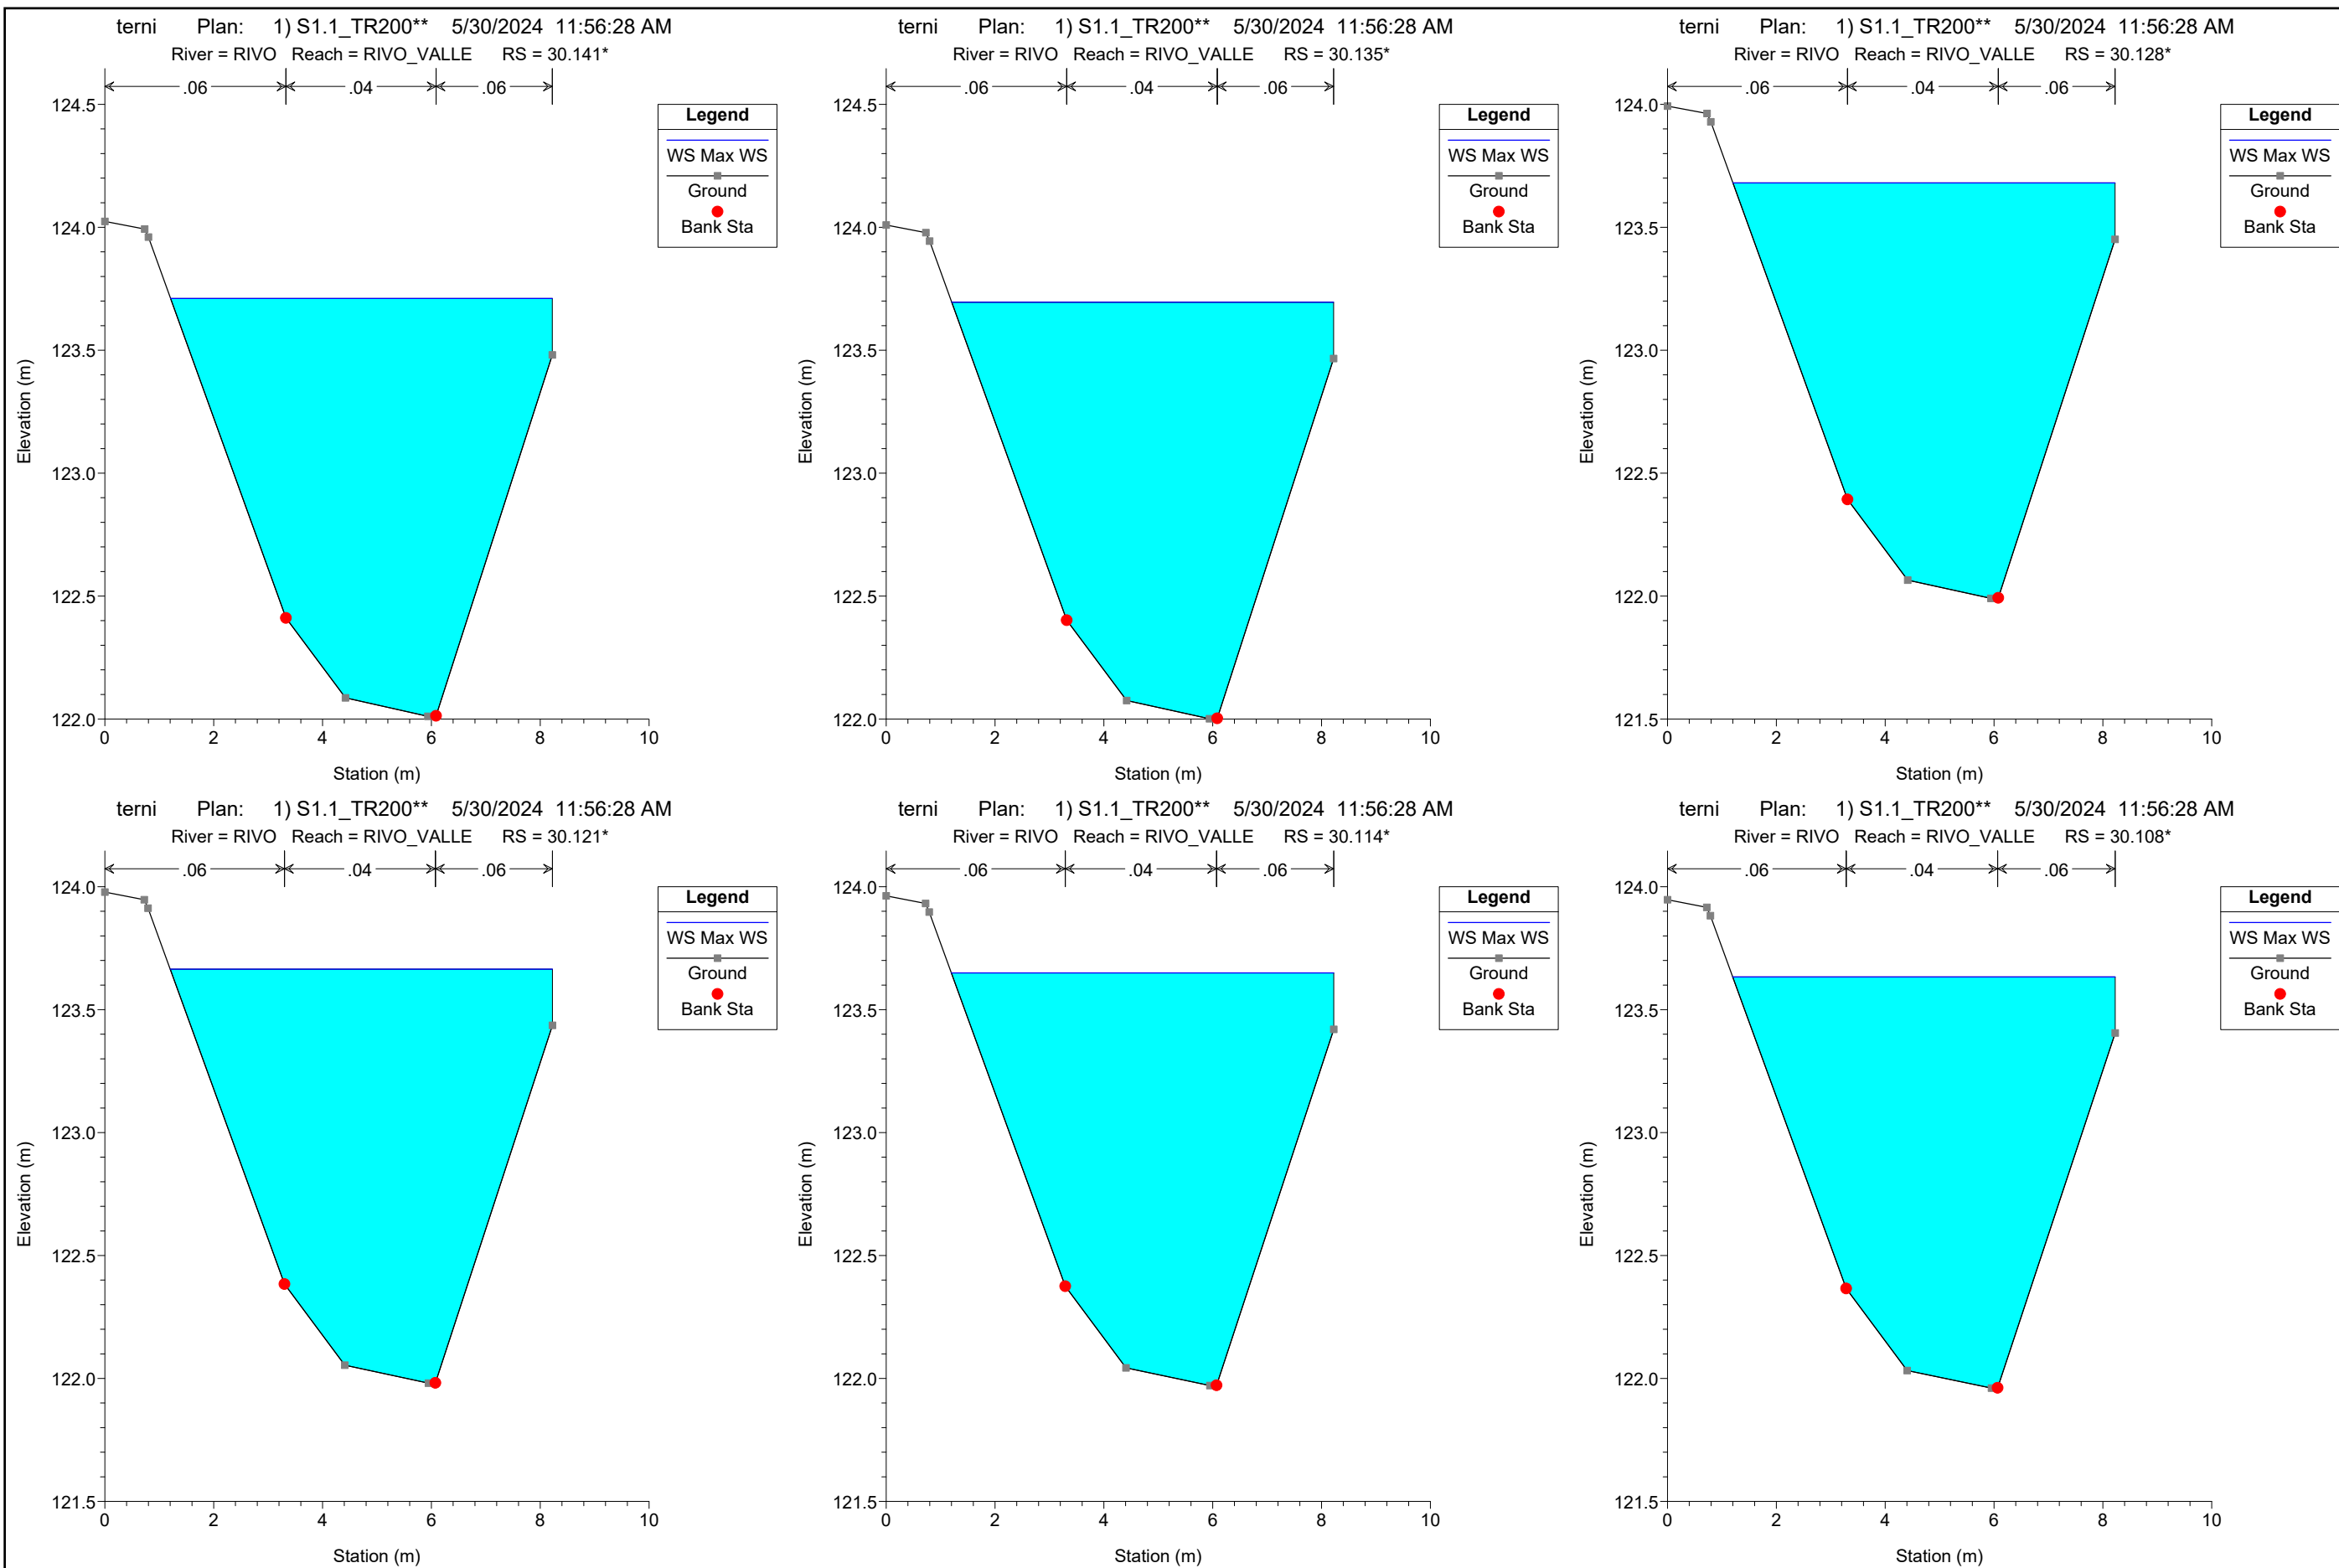 terni Plan: 1) S1.1_TR200** 5/30/2024 11:56:28 AM
River = RIVO Reach = RIVO_VALLE RS = 30.141*
.06 .04 .06
124.5
124.0
123.5
123.0
122.5
122.0
0 2 4 6 8 10
Station (m)
Elevation (m)
Legend
WS Max WS
Ground
Bank Sta
terni Plan: 1) S1.1_TR200** 5/30/2024 11:56:28 AM
River = RIVO Reach = RIVO_VALLE RS = 30.135*
.06 .04 .06
124.5
124.0
123.5
123.0
122.5
122.0
0 2 4 6 8 10
Station (m)
Elevation (m)
Legend
WS Max WS
Ground
Bank Sta
terni Plan: 1) S1.1_TR200** 5/30/2024 11:56:28 AM
River = RIVO Reach = RIVO_VALLE RS = 30.128*
.06 .04 .06
124.0
123.5
123.0
122.5
122.0
121.5
0 2 4 6 8 10
Station (m)
Elevation (m)
Legend
WS Max WS
Ground
Bank Sta
terni Plan: 1) S1.1_TR200** 5/30/2024 11:56:28 AM
River = RIVO Reach = RIVO_VALLE RS = 30.121*
.06 .04 .06
124.0
123.5
123.0
122.5
122.0
121.5
0 2 4 6 8 10
Station (m)
Elevation (m)
Legend
WS Max WS
Ground
Bank Sta
terni Plan: 1) S1.1_TR200** 5/30/2024 11:56:28 AM
River = RIVO Reach = RIVO_VALLE RS = 30.114*
.06 .04 .06
124.0
123.5
123.0
122.5
122.0
121.5
0 2 4 6 8 10
Station (m)
Elevation (m)
Legend
WS Max WS
Ground
Bank Sta
terni Plan: 1) S1.1_TR200** 5/30/2024 11:56:28 AM
River = RIVO Reach = RIVO_VALLE RS = 30.108*
.06 .04 .06
124.0
123.5
123.0
122.5
122.0
121.5
0 2 4 6 8 10
Station (m)
Elevation (m)
Legend
WS Max WS
Ground
Bank Sta